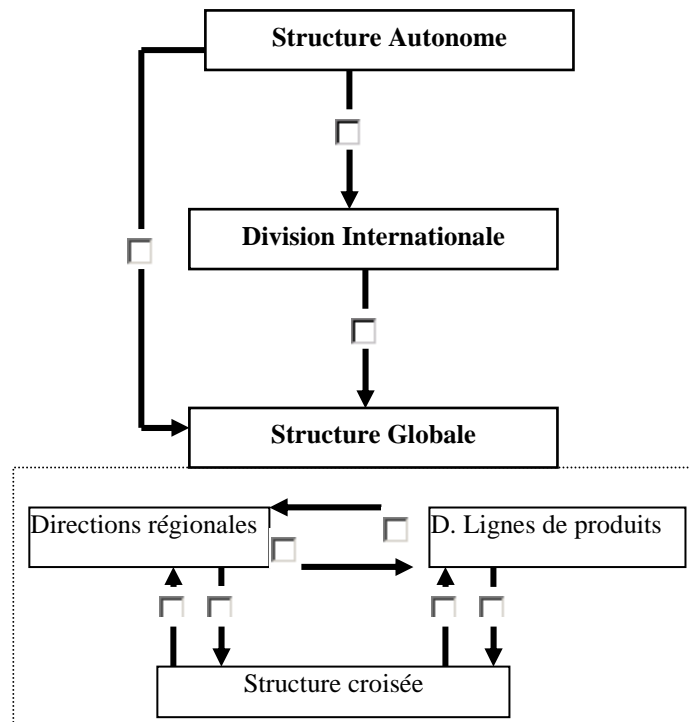 Structure Autonome
Division Internationale
Structure Globale
Directions régionales
D. Lignes de produits
Structure croisée